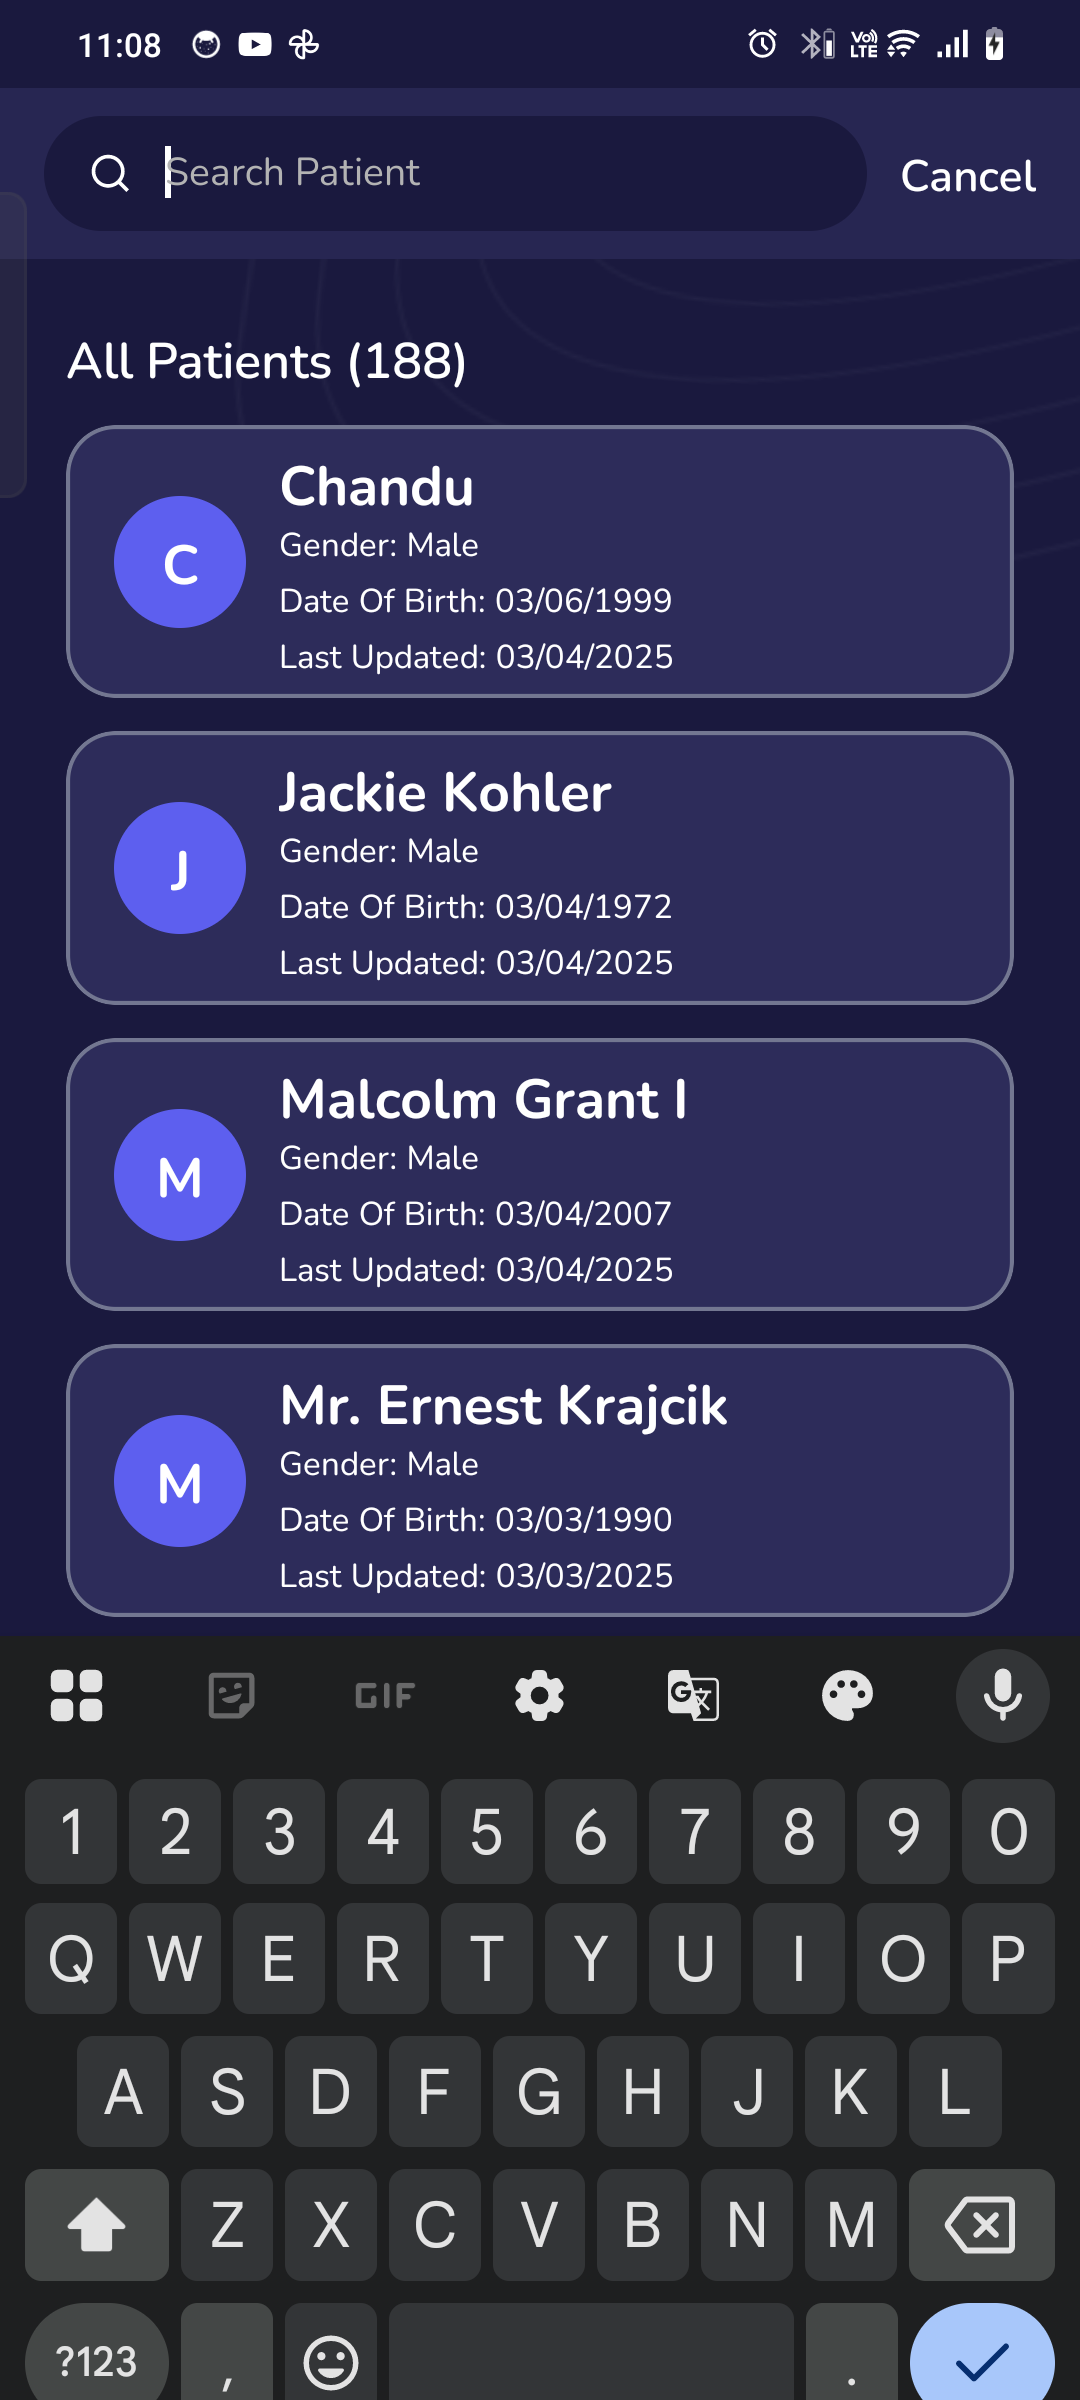 11:08
Vo)) LTE
Search Patient
Cancel
All Patients (188)
C
Chandu
Gender: Male
Date Of Birth: 03/06/1999
Last Updated: 03/04/2025
J
Jackie Kohler
Gender: Male
Date Of Birth: 03/04/1972
Last Updated: 03/04/2025
M
Malcolm Grant I
Gender: Male
Date Of Birth: 03/04/2007
Last Updated: 03/04/2025
M
Mr. Ernest Krajcik
Gender: Male
Date Of Birth: 03/03/1990
Last Updated: 03/03/2025
GIF
G 文
1 2 3 4 5 6 7 8 9 0
Q W E R T Y U I O P
A S D F G H J K L
Z X C V B N M
?123 , .